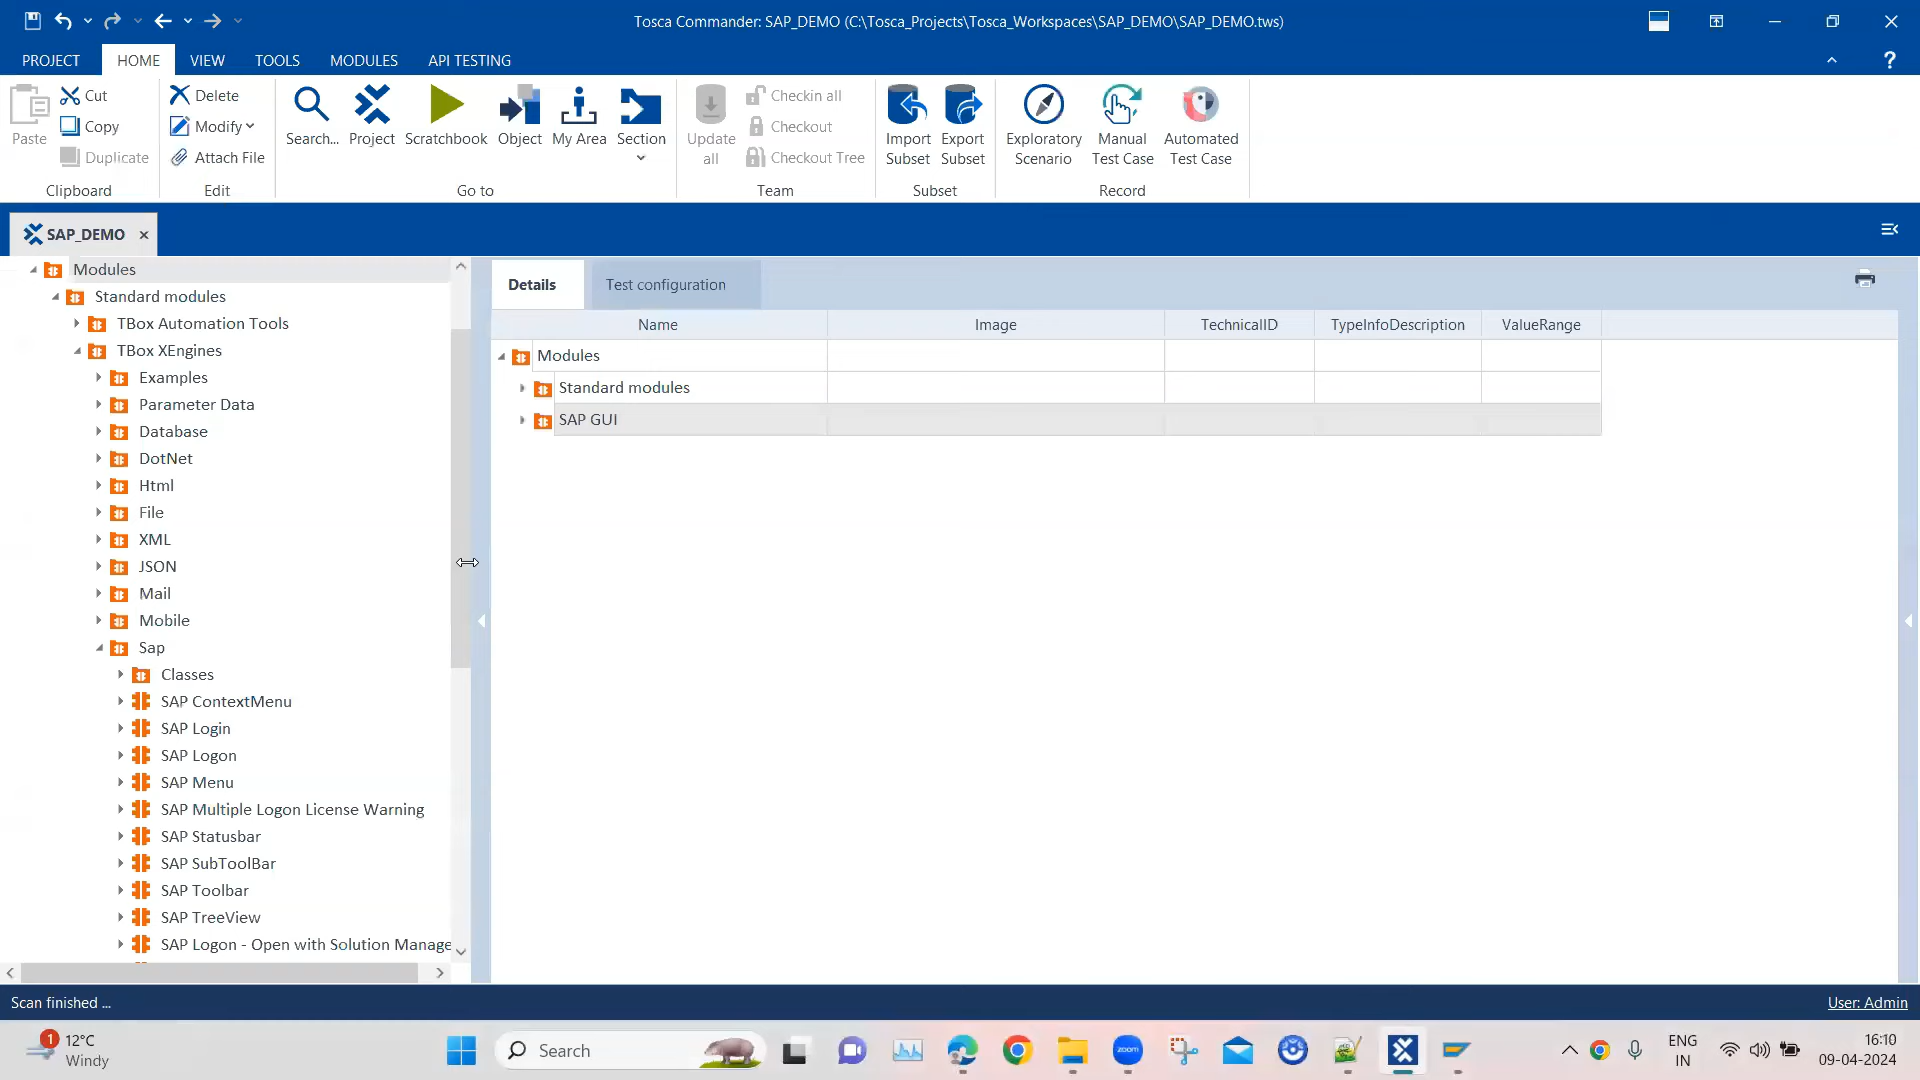 Tosca Commander: SAP_DEMO (C:\Tosca_Projects\Tosca_Workspaces\SAP_DEMO\SAP_DEMO.tws)
PROJECT HOME VIEW TOOLS MODULES API TESTING ?
Paste
Cut
Copy
Duplicate
Clipboard
Delete
Modify
Attach File
Edit
Search...
Project
Scratchbook
Object
My Area
Section
Go to
Update
all
Checkin all
Checkout
Checkout Tree
Team
Import
Subset
Export
Subset
Subset
Exploratory
Scenario
Manual
Test Case
Automated
Test Case
Record
SAP_DEMO
Modules
Standard modules
TBox Automation Tools
TBox XEngines
Examples
Parameter Data
Database
DotNet
Html
File
XML
JSON
Mail
Mobile
Sap
Classes
SAP ContextMenu
SAP Login
SAP Logon
SAP Menu
SAP Multiple Logon License Warning
SAP Statusbar
SAP SubToolBar
SAP Toolbar
SAP TreeView
SAP Logon - Open with Solution Manage
Details
Test configuration
Name Image TechnicalID TypeInfoDescription ValueRange
Modules
Standard modules
SAP GUI
Scan finished ...
User: Admin
1
12°C
Windy
Search
zoom
ENG
IN
16:10
09-04-2024